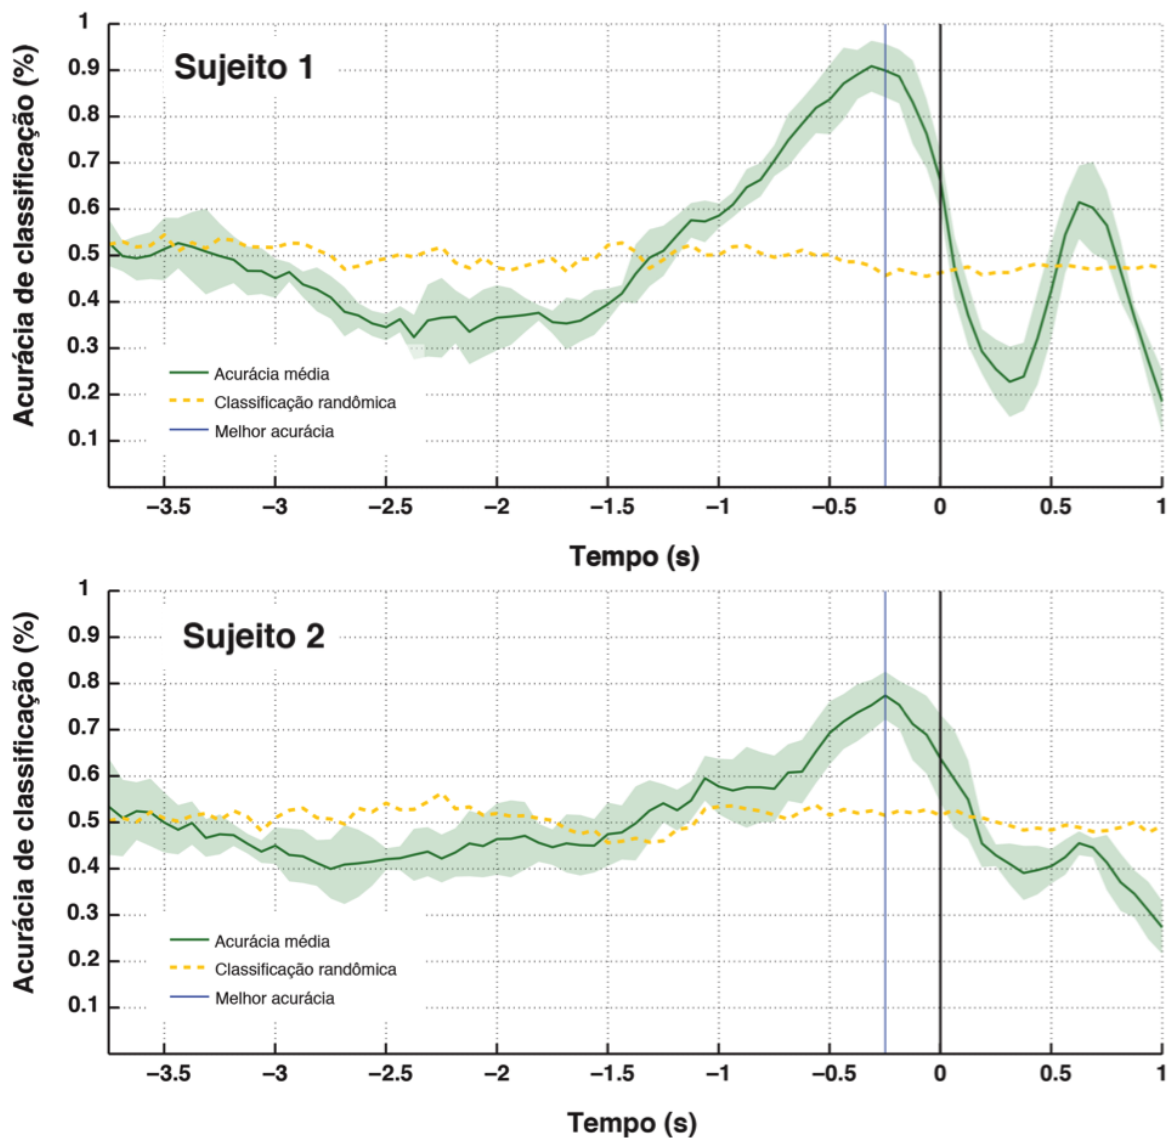 Sujeito 1
Acurácia de classificação (%)
1
0.9
0.8
0.7
0.6
0.5
0.4
0.3
0.2
0.1
Acurácia média
Classificação randômica
Melhor acurácia
−3.5 −3 −2.5 −2 −1.5 −1 −0.5 0 0.5 1
Tempo (s)
Sujeito 2
Acurácia de classificação (%)
1
0.9
0.8
0.7
0.6
0.5
0.4
0.3
0.2
0.1
Acurácia média
Classificação randômica
Melhor acurácia
−3.5 −3 −2.5 −2 −1.5 −1 −0.5 0 0.5 1
Tempo (s)